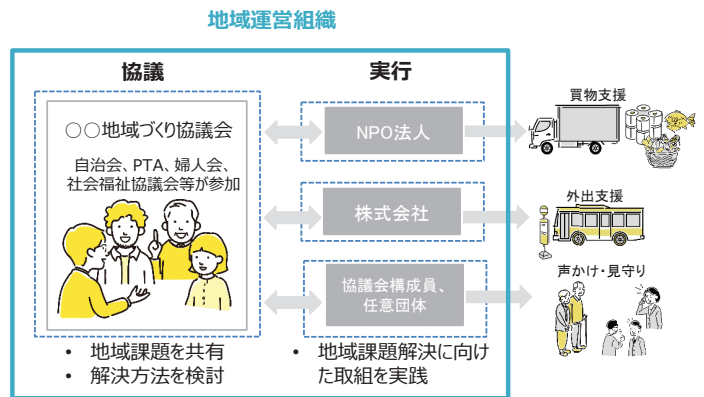 地域運営組織
協議
○○地域づくり協議会
自治会、PTA、婦人会、
社会福祉協議会等が参加
• 地域課題を共有
• 解決方法を検討
実行
NPO法人
株式会社
協議会構成員、
任意団体
• 地域課題解決に向け
た取組を実践
買物支援
外出支援
声かけ・見守り